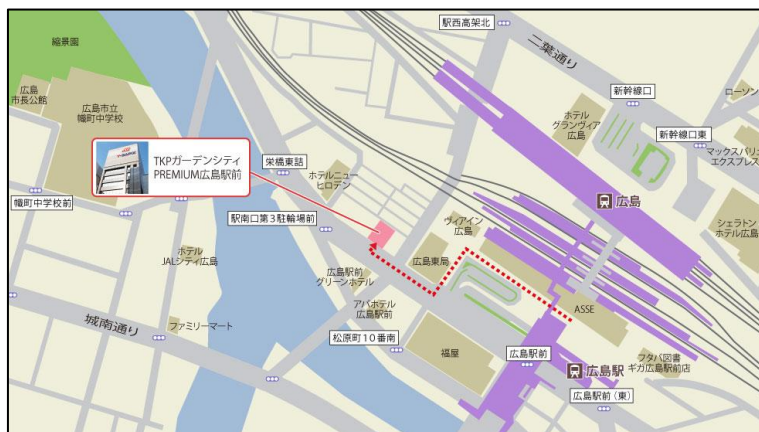 駅西高架北
二葉通り
縮景園
新幹線口
広島
市長公館
広島市立
幟町中学校
ホテル
グランヴィア
広島
ローソン
新幹線口東
マックスバリュ
エクスプレス
TKPガーデンシティ
PREMIUM広島駅前
栄橋東詰
ホテルニュー
ヒロデン
幟町中学校前
広島
駅南口第3駐輪場前
ヴィアイン
広島
シェラトン
ホテル広島
ホテル
JALシティ広島
広島東局
広島駅前
グリーンホテル
アパホテル
広島駅前
ASSE
城南通り
ファミリーマート
松原町10番南
福屋
広島駅前
広島駅
フタバ図書
ギガ広島駅前店
広島駅前(東)